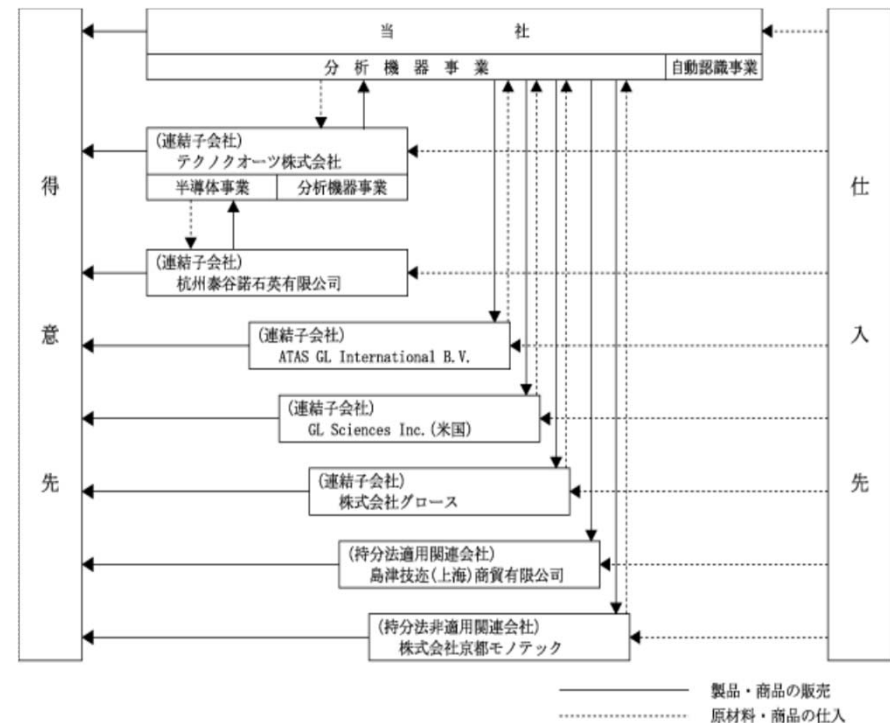 当社
分析機器事業
自動認識事業
(連結子会社)
テクノクオーツ株式会社
半導体事業
分析機器事業
(連結子会社)
杭州泰谷諾石英有限公司
(連結子会社)
ATAS GL International B.V.
(連結子会社)
GL Sciences Inc.(米国)
(連結子会社)
株式会社グロース
(持分法適用関連会社)
島津技迩(上海)商貿有限公司
(持分法非適用関連会社)
株式会社京都モノテック
得意先
仕入先
製品・商品の販売
原材料・商品の仕入